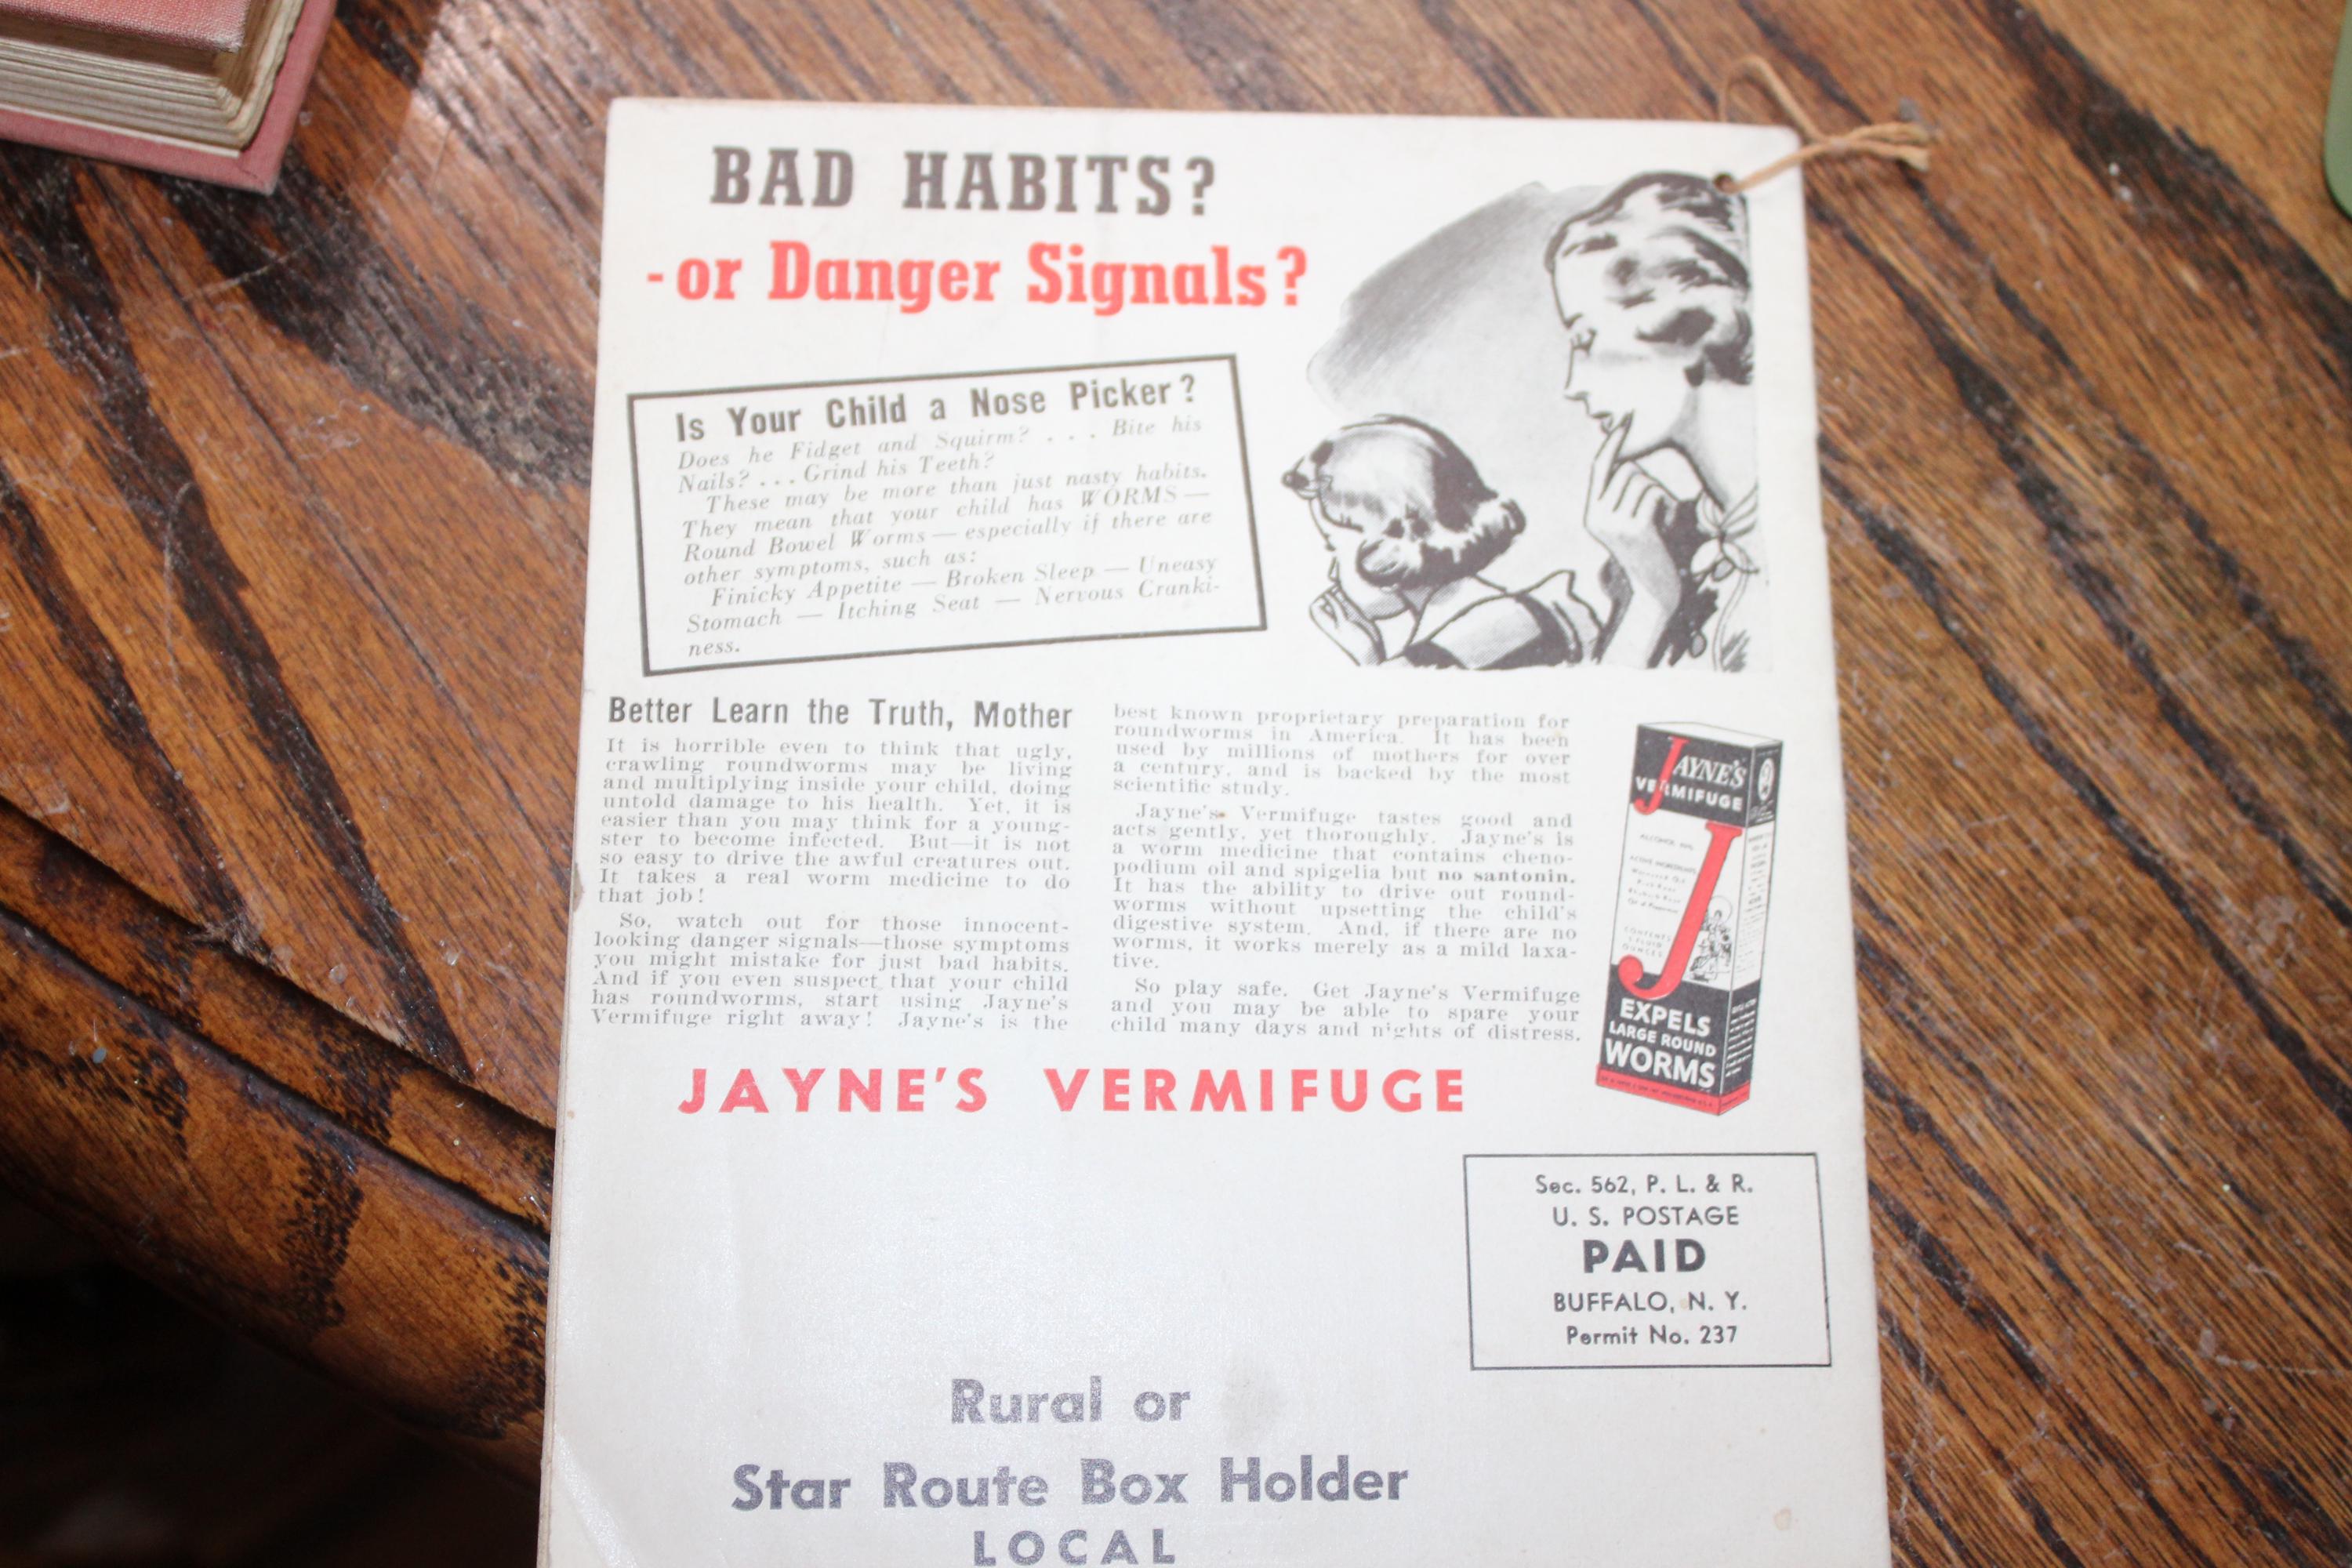 BAD HABITS?
- or Danger Signals?
Is Your Child a Nose Picker?
Does he Fidget and Squirm? . . . Bite his
Nails? . . . Grind his Teeth?
These may be more than just nasty habits.
They mean that your child has WORMS —
Round Bowel Worms — especially if there are
other symptoms, such as:
Finicky Appetite — Broken Sleep — Uneasy
Stomach — Itching Seat — Nervous Cranki-
ness.
Better Learn the Truth, Mother
It is horrible even to think that ugly,
crawling roundworms may be living
and multiplying inside your child, doing
untold damage to his health. Yet, it is
easier than you may think for a young-
ster to become infected. But—it is not
so easy to drive the awful creatures out.
It takes a real worm medicine to do
that job!
So, watch out for those innocent-
looking danger signals—those symptoms
you might mistake for just bad habits.
And if you even suspect that your child
has roundworms, start using Jayne's
Vermifuge right away! Jayne's is the
best known proprietary preparation for
roundworms in America. It has been
used by millions of mothers for over
a century, and is backed by the most
scientific study.
Jayne's Vermifuge tastes good and
acts gently, yet thoroughly. Jayne's is
a worm medicine that contains cheno-
podium oil and spigelia but no santonin.
It has the ability to drive out round-
worms without upsetting the child's
digestive system. And, if there are no
worms, it works merely as a mild laxa-
tive.
So play safe. Get Jayne's Vermifuge
and you may be able to spare your
child many days and nights of distress.
JAYNE'S
VERMIFUGE
ACTIVE INGREDIENTS
CONTENTS
FLUID
OUNCES
J
EXPELS
LARGE ROUND
WORMS
JAYNE'S VERMIFUGE
Sec. 562, P. L. & R.
U. S. POSTAGE
PAID
BUFFALO, N. Y.
Permit No. 237
Rural or
Star Route Box Holder
LOCAL